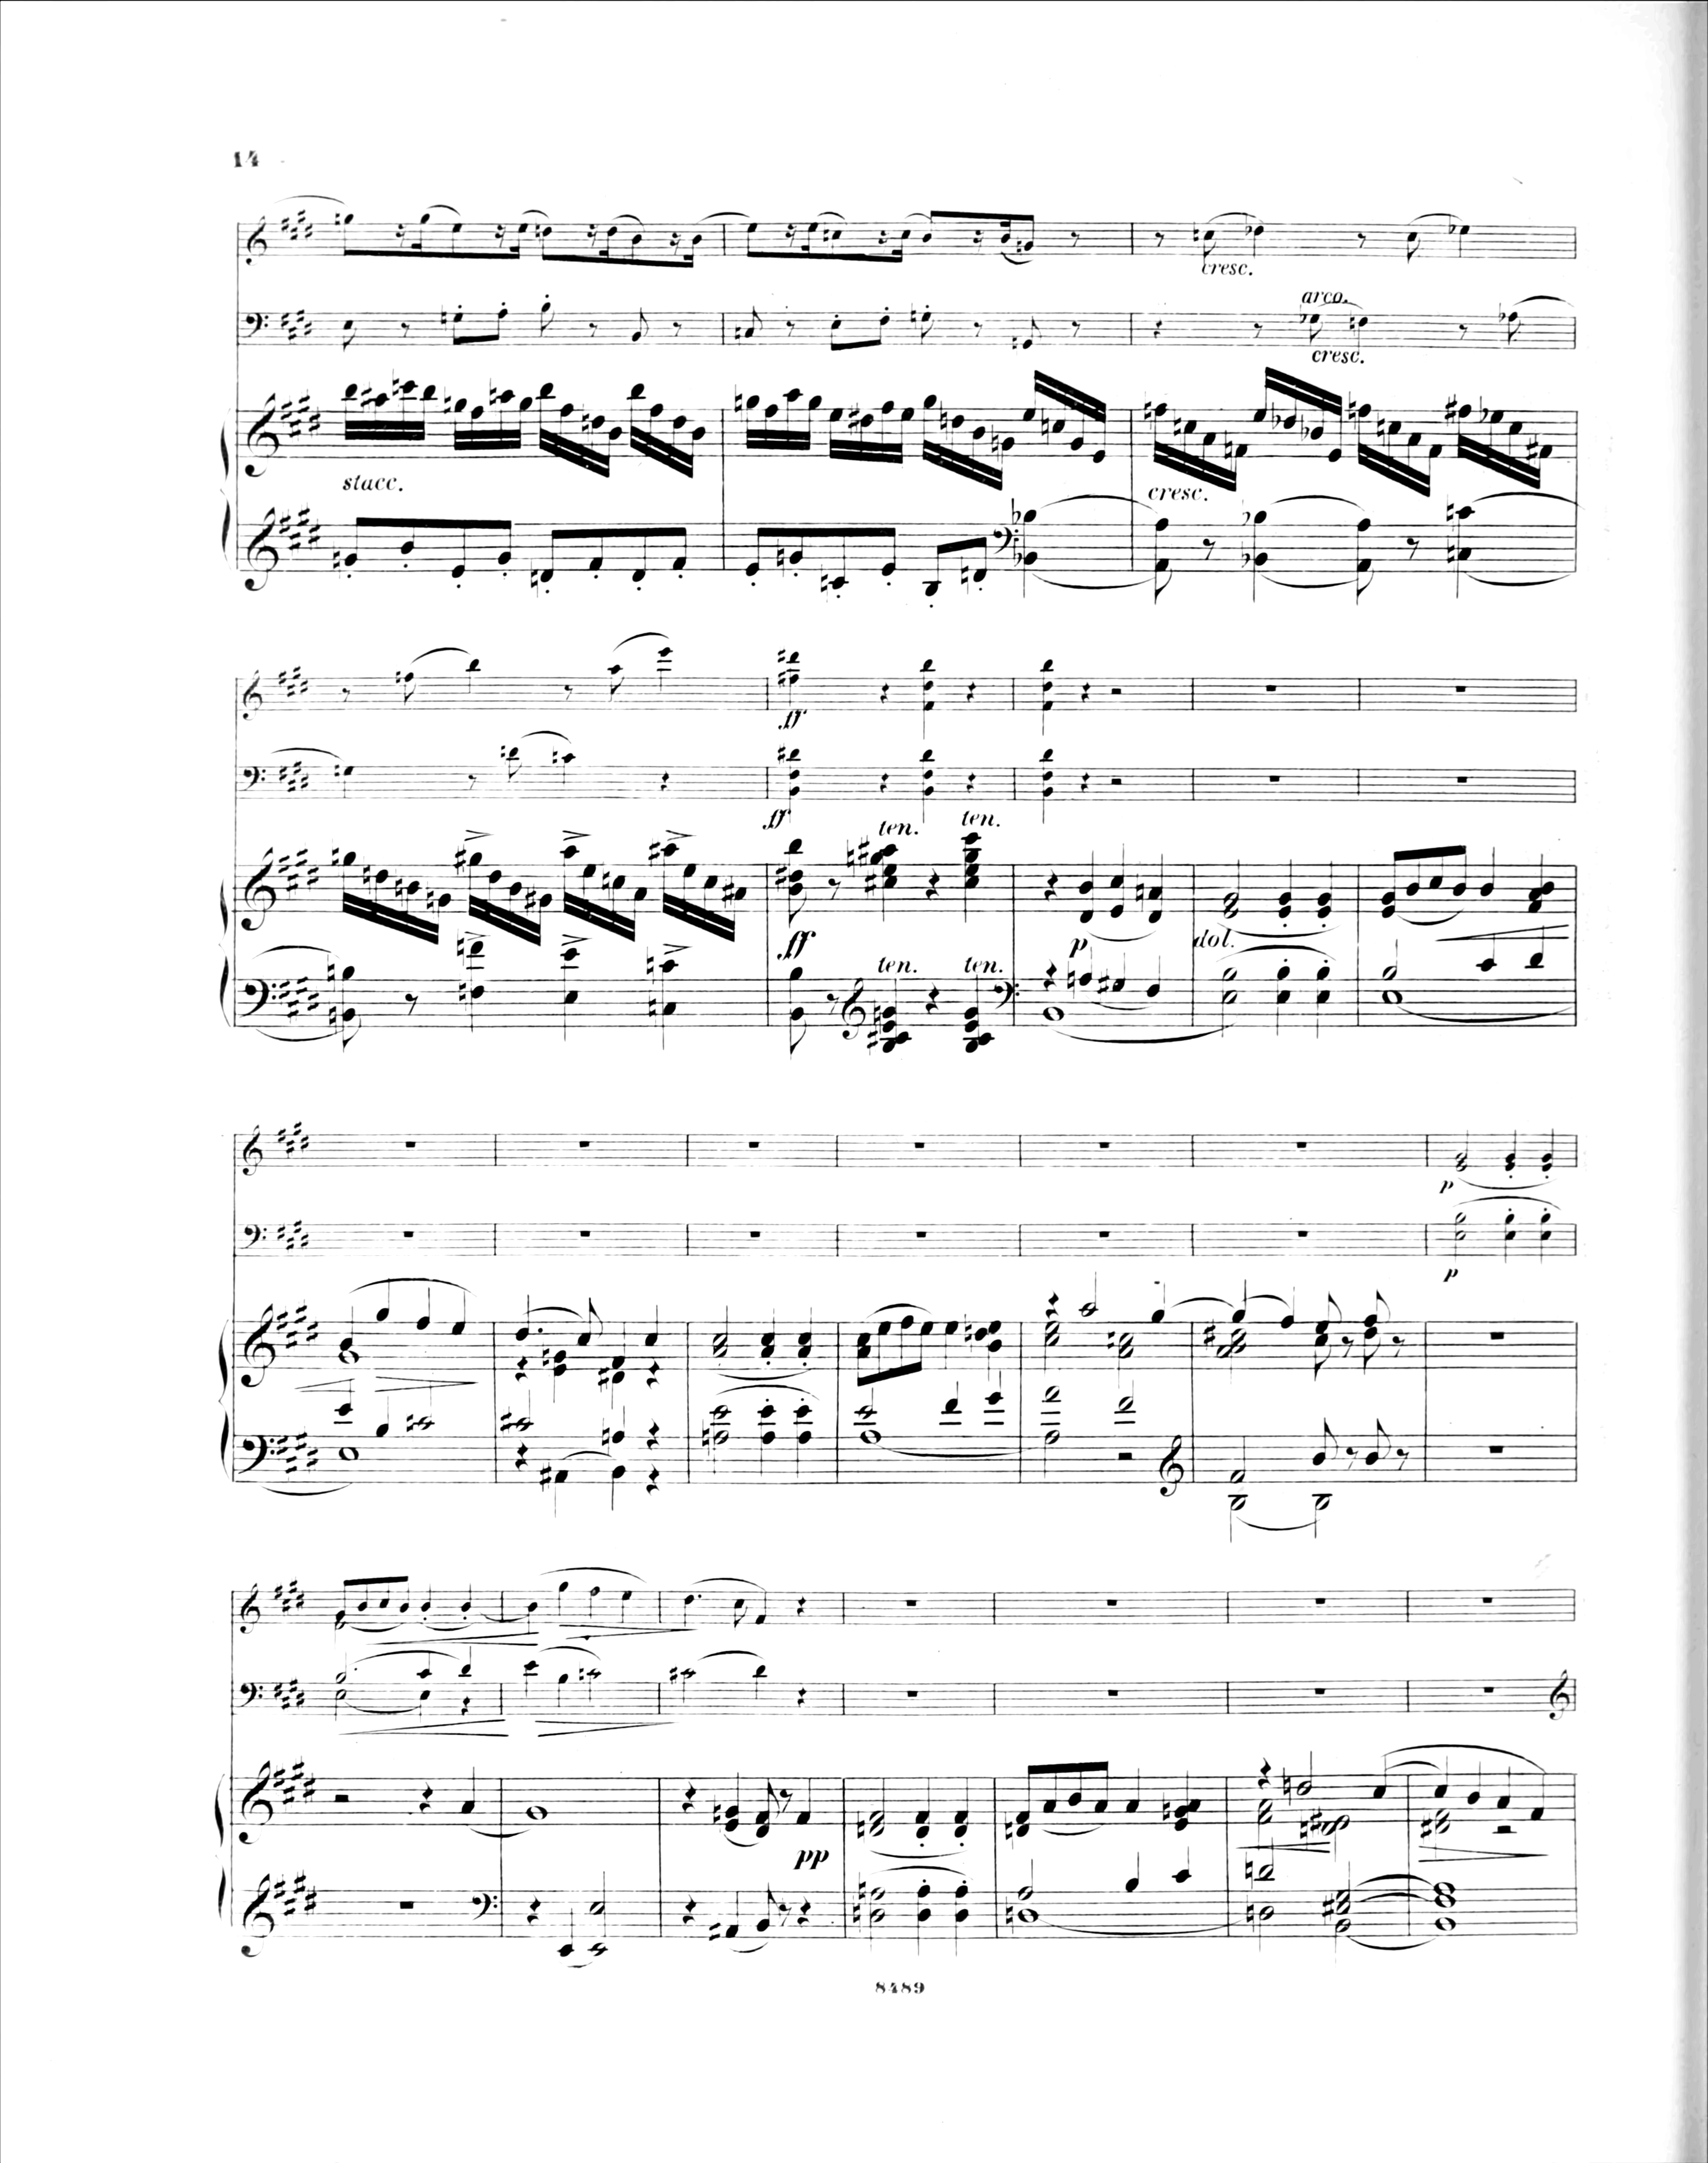 14
cresc.
arco.
cresc.
stacc.
cresc.
ff
ff
ten.
ten.
ff
ten.
ten.
p
dol.
p
p
pp
8489